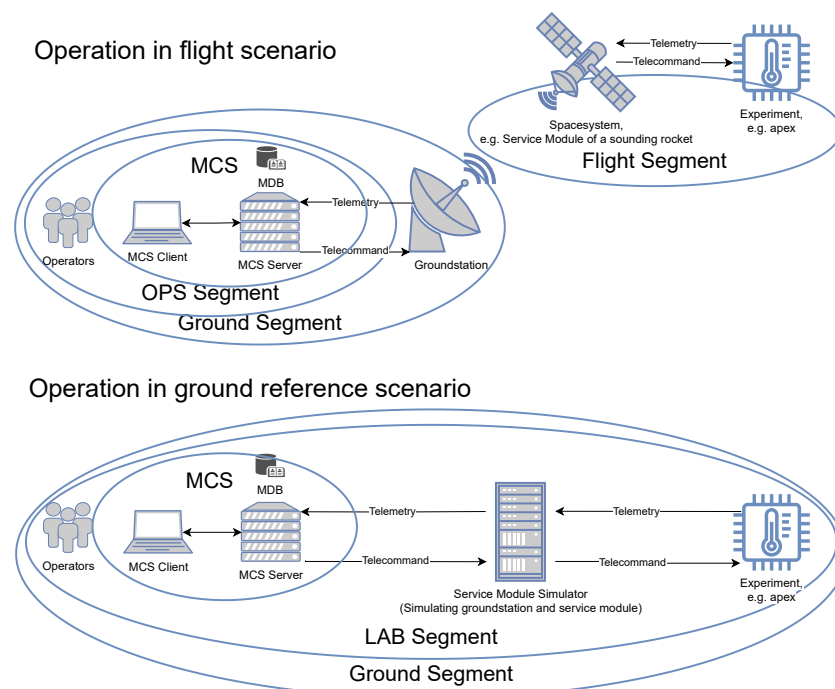 Operation in flight scenario
Telemetry
Telecommand
Spacesystem,
e.g. Service Module of a sounding rocket
Experiment,
e.g. apex
Flight Segment
MCS
MDB
Telemetry
Operators
MCS Client
MCS Server
Telecommand
Groundstation
OPS Segment
Ground Segment
Operation in ground reference scenario
MCS
MDB
Telemetry
Telemetry
Operators
MCS Client
MCS Server
Telecommand
Telecommand
Service Module Simulator
(Simulating groundstation and service module)
Experiment,
e.g. apex
LAB Segment
Ground Segment